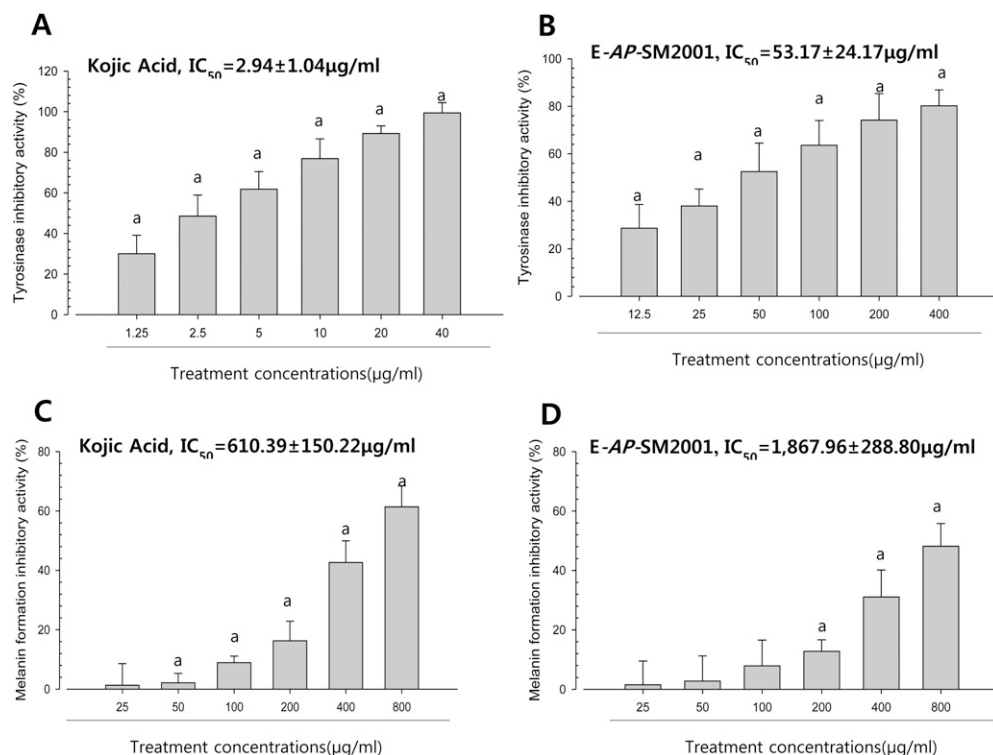 A
Kojic Acid, IC50=2.94±1.04µg/ml
Tyrosinase inhibitory activity (%)
120
100
80
60
40
20
0
a
a
a
a
a
a
1.25 2.5 5 10 20 40
Treatment concentrations(µg/ml)
B
E-AP-SM2001, IC50=53.17±24.17µg/ml
Tyrosinase inhibitory activity (%)
100
80
60
40
20
0
a
a
a
a
a
a
12.5 25 50 100 200 400
Treatment concentrations(µg/ml)
C
Kojic Acid, IC50=610.39±150.22µg/ml
Melanin formation inhibitory activity (%)
80
60
40
20
0
a
a
a
a
a
25 50 100 200 400 800
Treatment concentrations(µg/ml)
D
E-AP-SM2001, IC50=1,867.96±288.80µg/ml
Melanin formation inhibitory activity (%)
80
60
40
20
0
a
a
a
25 50 100 200 400 800
Treatment concentrations(µg/ml)